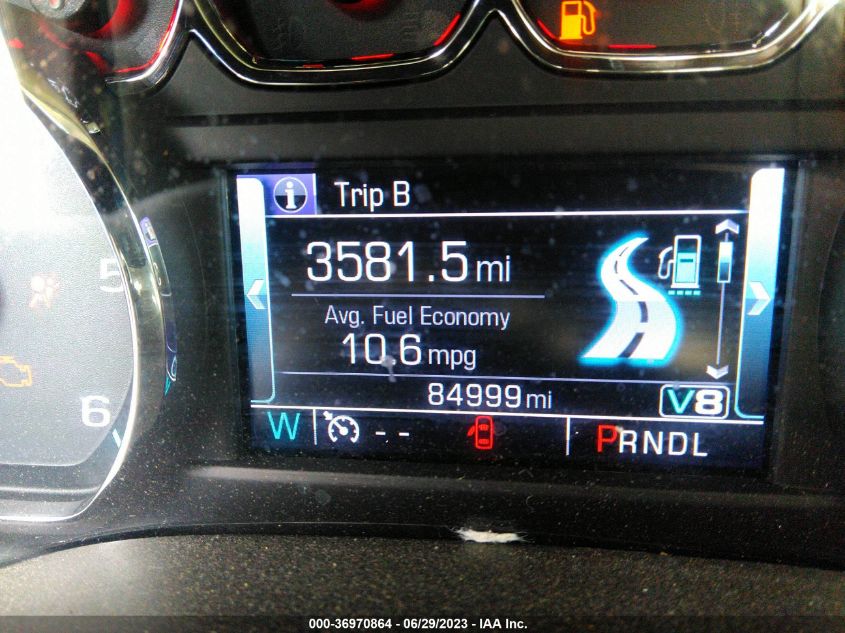 Trip B
3581.5 mi
Avg. Fuel Economy
10.6 mpg
84999 mi
V8
5
6
W
- -
PRNDL
000-36970864 / 06/29/2023 - IAA Inc.